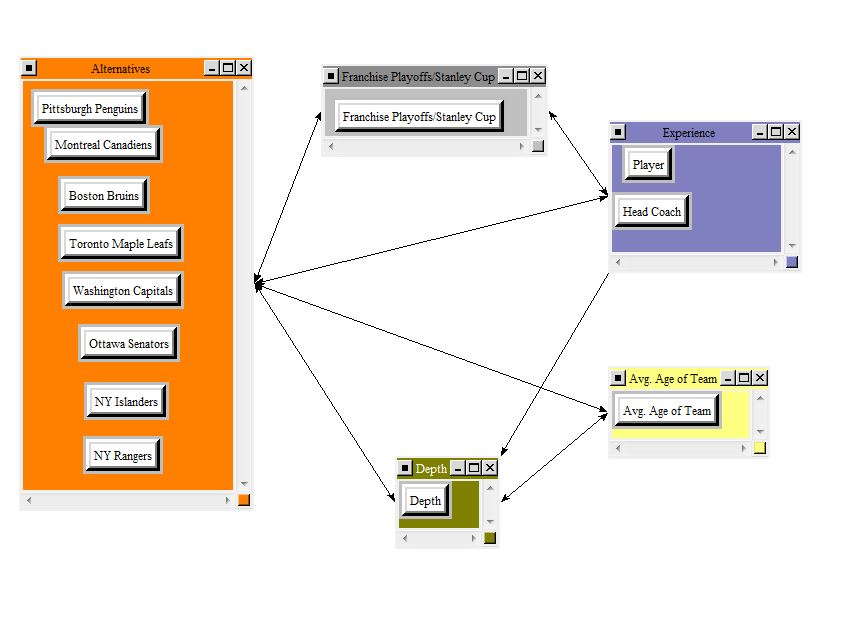 Alternatives
Pittsburgh Penguins
Montreal Canadiens
Boston Bruins
Toronto Maple Leafs
Washington Capitals
Ottawa Senators
NY Islanders
NY Rangers
Franchise Playoffs/Stanley Cup
Franchise Playoffs/Stanley Cup
Experience
Player
Head Coach
Avg. Age of Team
Avg. Age of Team
Depth
Depth